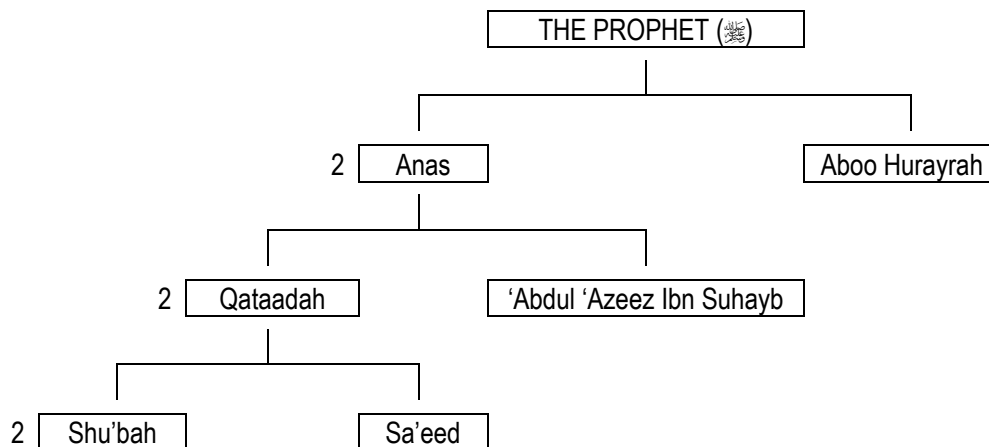 THE PROPHET (ﷺ)
2 Anas Aboo Hurayrah
2 Qataadah ‘Abdul ‘Azeez Ibn Suhayb
2 Shu’bah Sa’eed